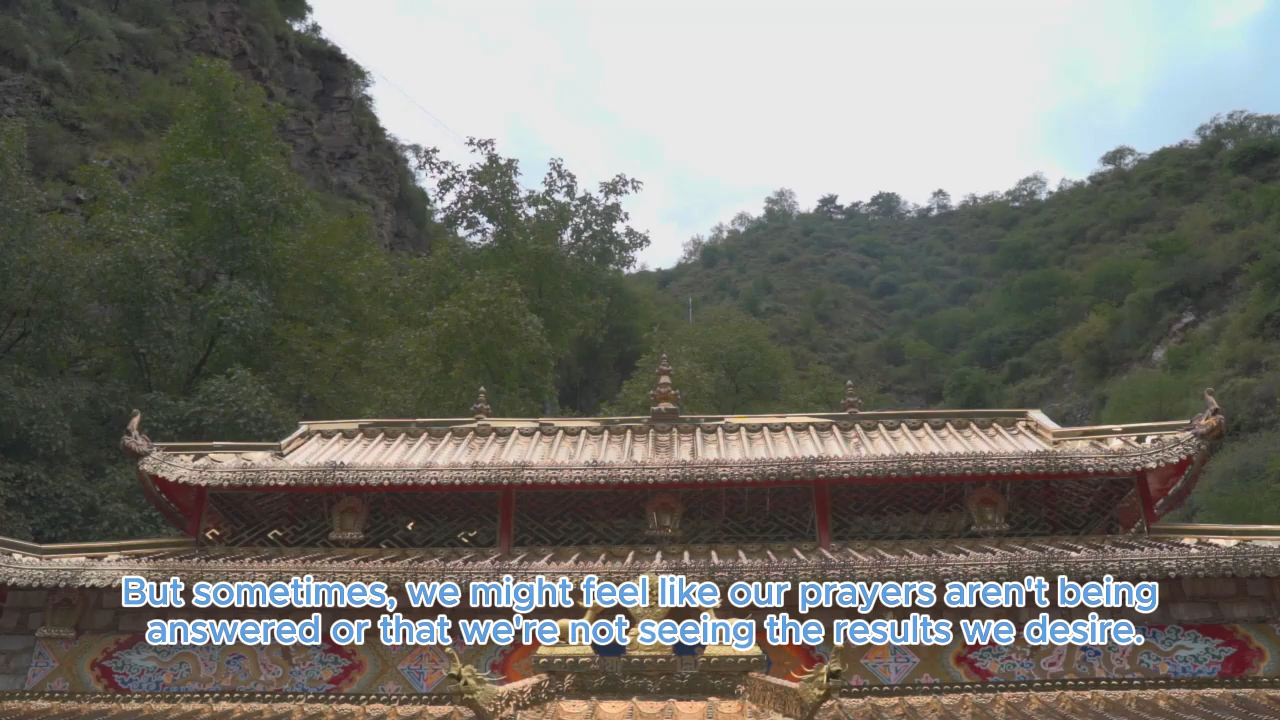 But sometimes, we might feel like our prayers aren't being
answered or that we're not seeing the results we desire.